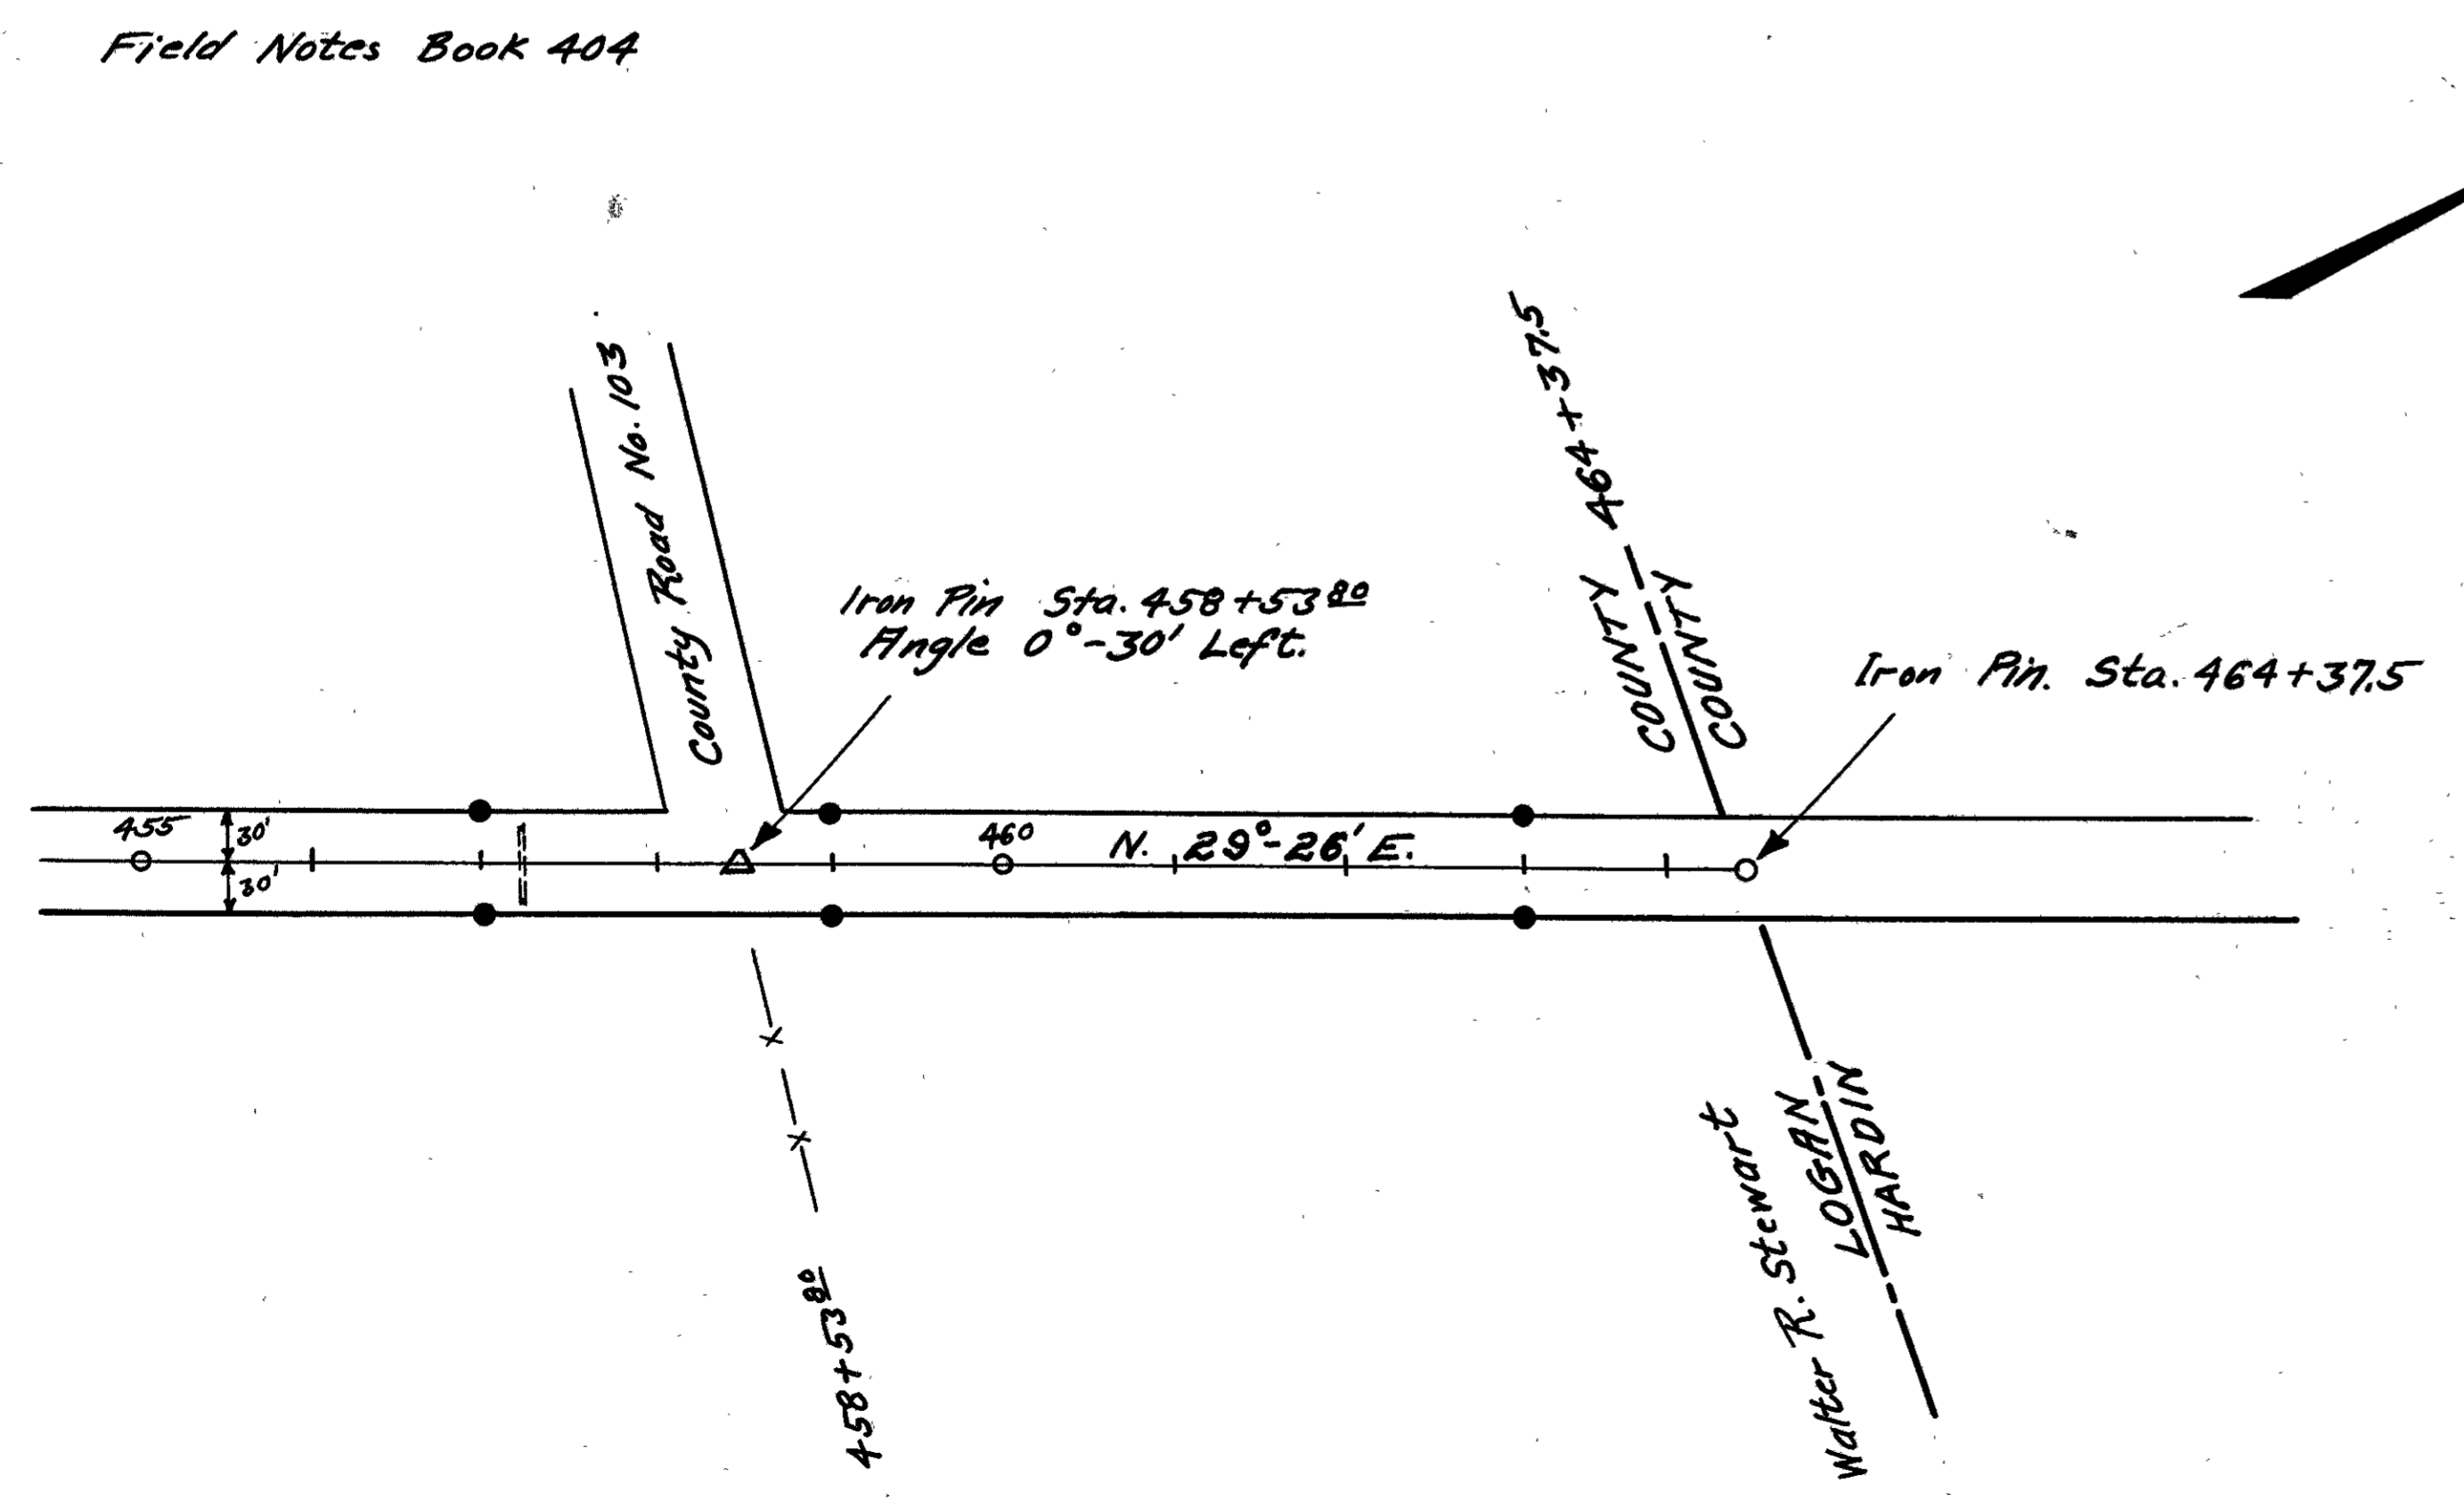 Field Notes Book 404
County Road No. 103
464+37.5
COUNTY
COUNTY
Iron Pin Sta. 458+53 80
Angle 0°-30' Left.
Iron Pin. Sta. 464+37.5
455
30'
30'
460
N. 29°-26' E.
458+53 80
Walter R. Stewart
LOGAN
HARDIN